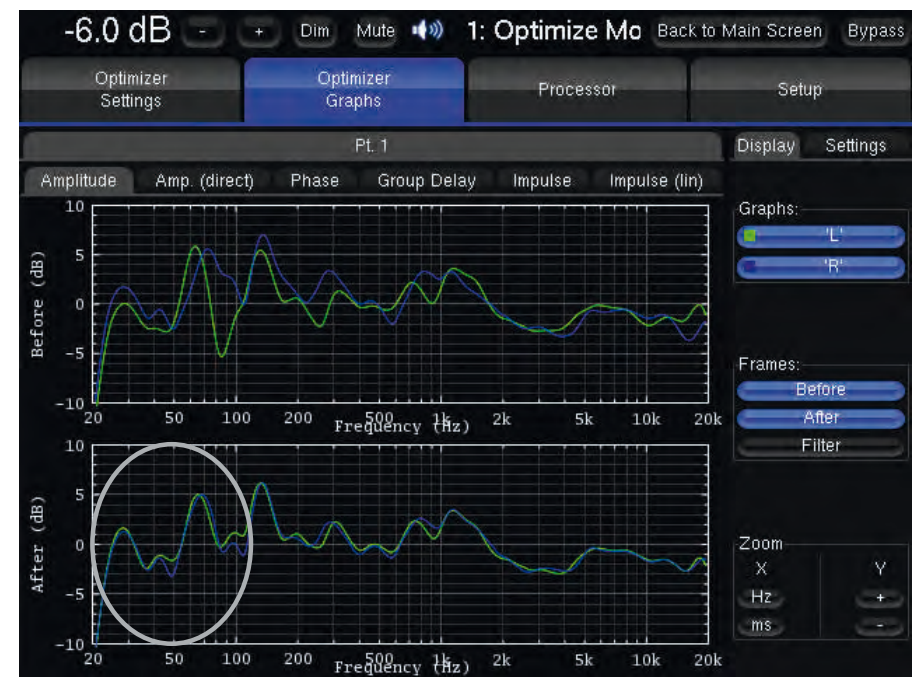 -6.0 dB - + Dim Mute 1: Optimize Mo Back to Main Screen Bypass
Optimizer Settings
Optimizer Graphs
Processor
Setup
Pt. 1
Display Settings
Amplitude Amp. (direct) Phase Group Delay Impulse Impulse (lin)
Graphs:
'L'
'R'
Before (dB)
10
5
0
-5
-10
20 50 100 200 500 1k 2k 5k 10k 20k
Frequency (Hz)
Frames:
Before
After
Filter
After (dB)
10
5
0
-5
-10
20 50 100 200 500 1k 2k 5k 10k 20k
Frequency (Hz)
Zoom
X Y
Hz +
ms -